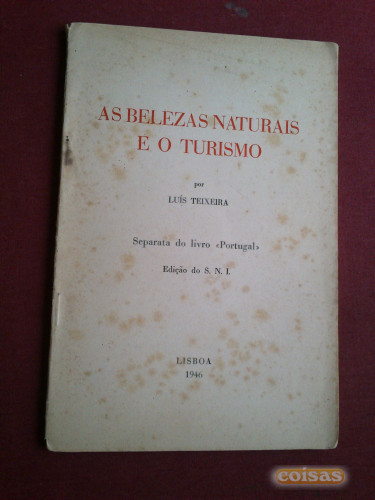 AS BELEZAS NATURAIS
E O TURISMO
por
LUÍS TEIXEIRA
Separata do livro «Portugal»
Edição do S. N. I.
LISBOA
1946
coisas